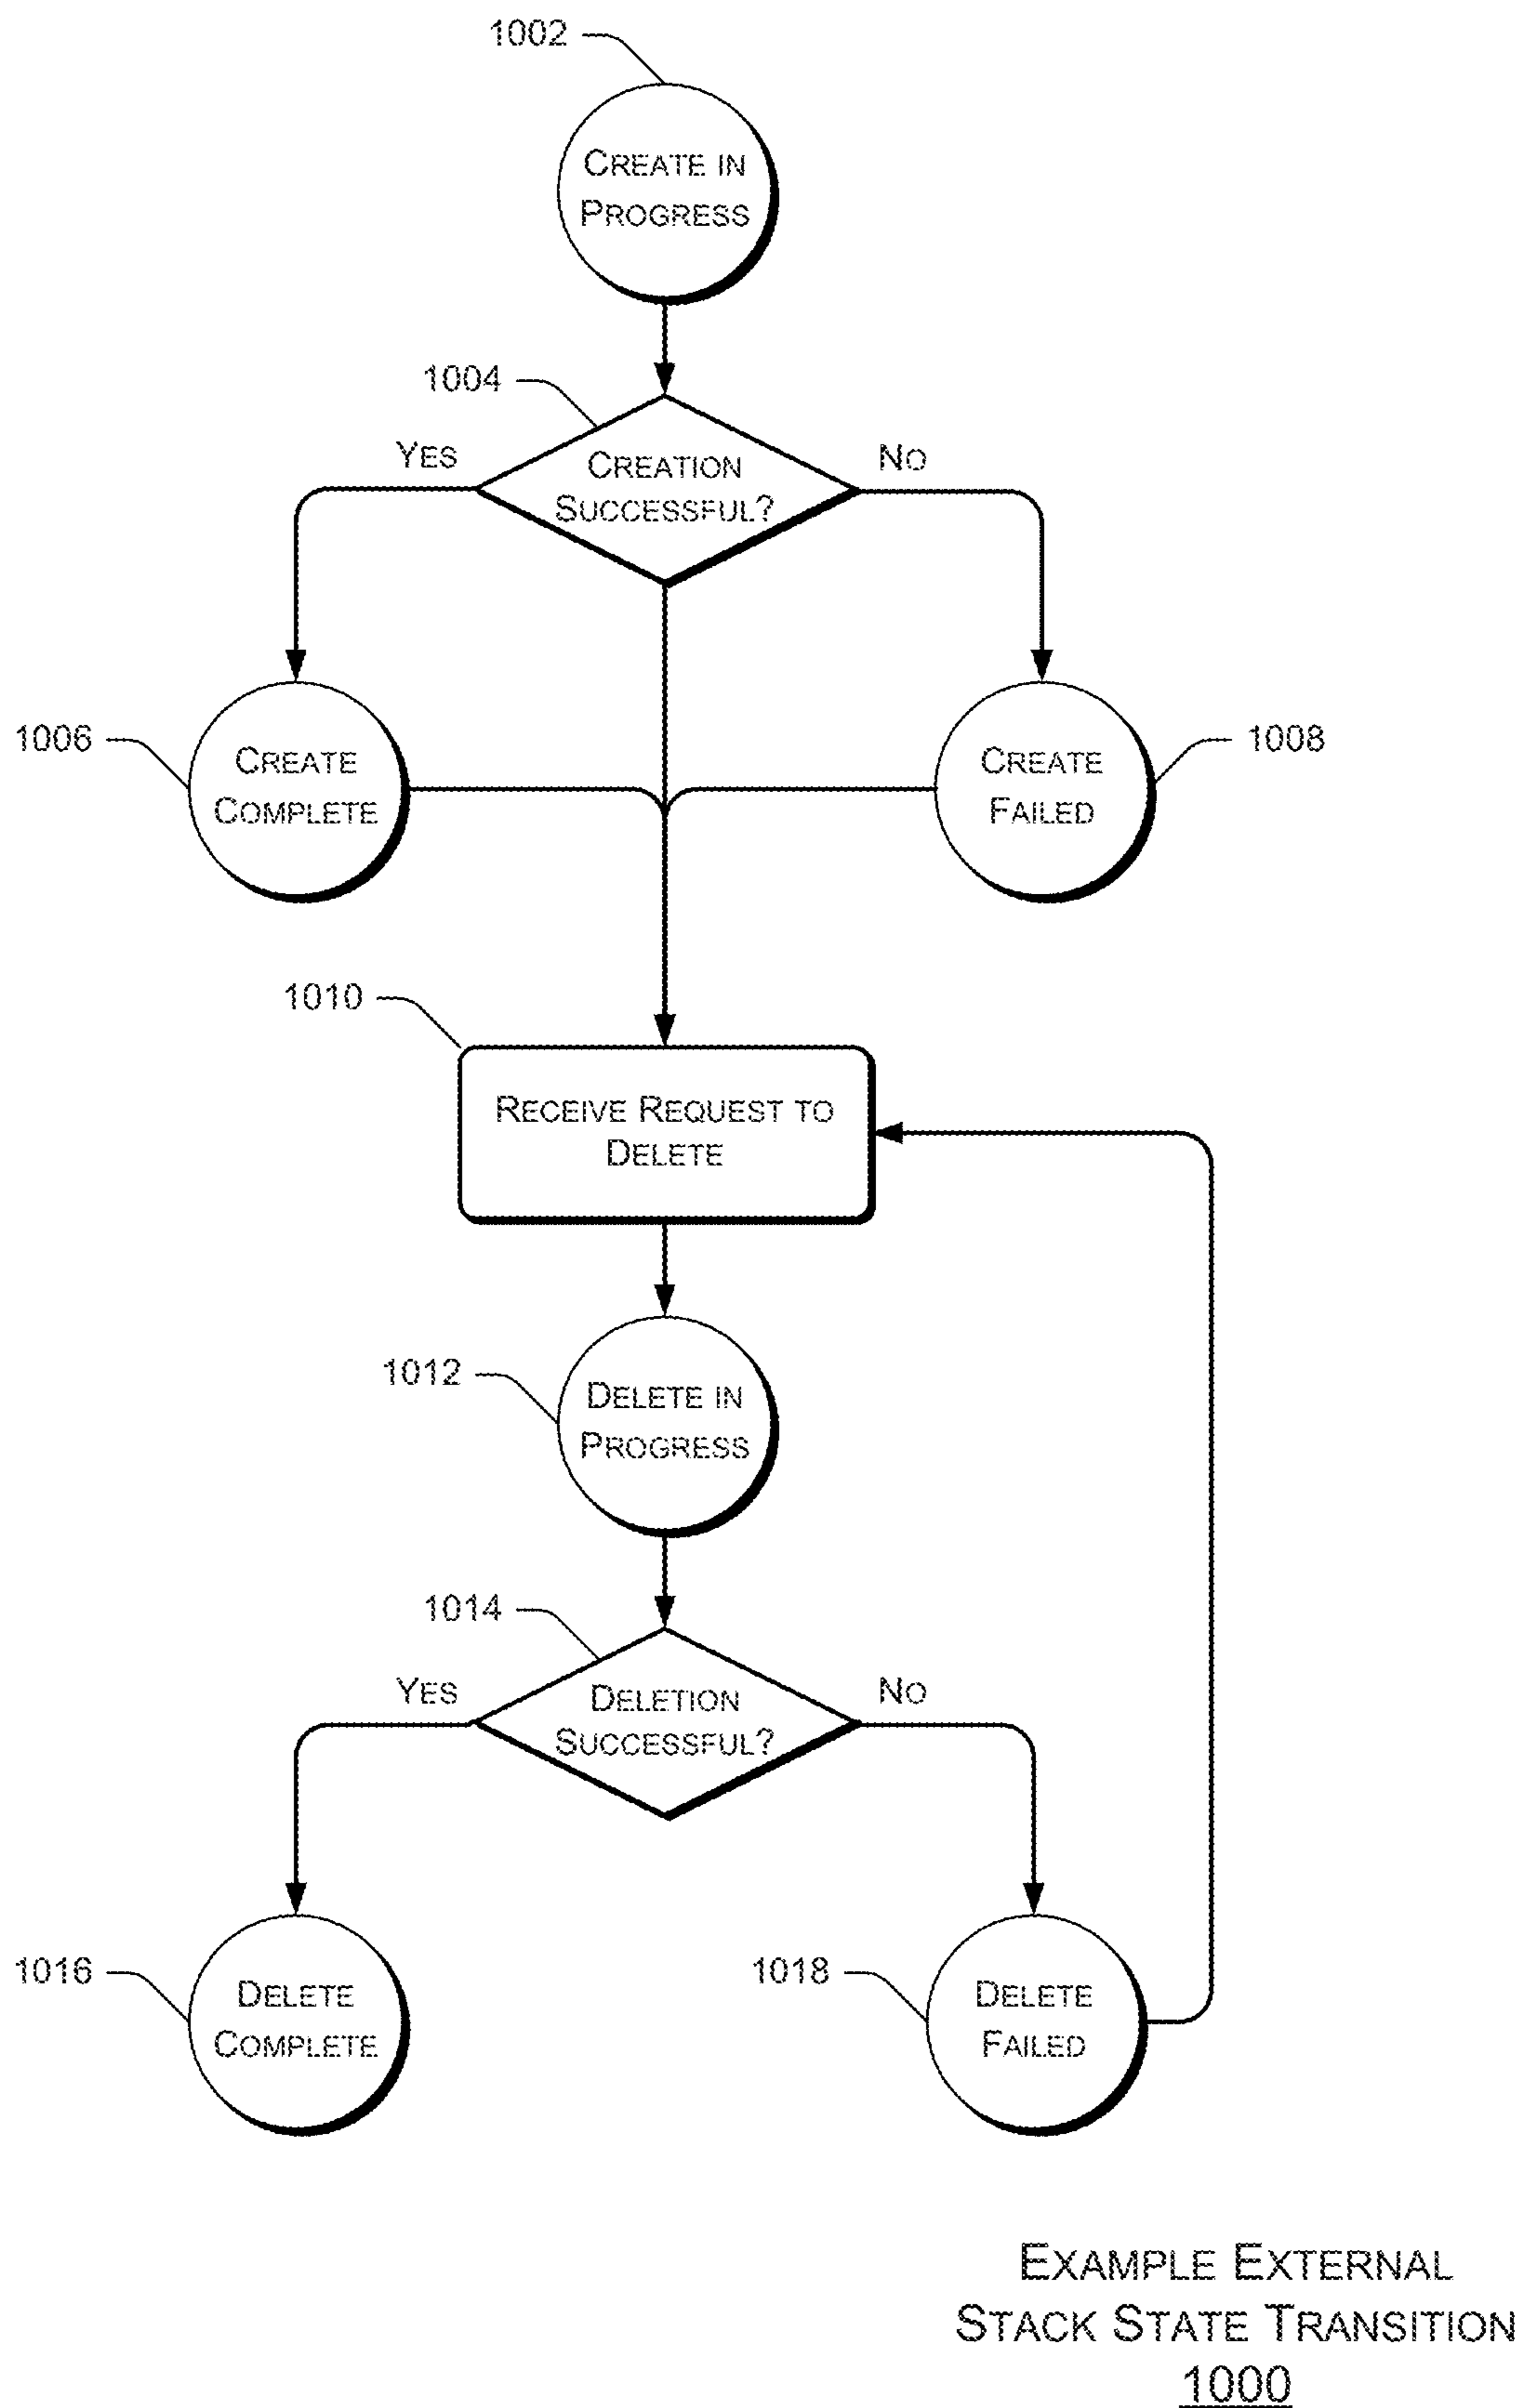 1002
CREATE IN
PROGRESS
1004
YES
CREATION
SUCCESSFUL?
NO
1006
CREATE
COMPLETE
CREATE
FAILED
1008
1010
RECEIVE REQUEST TO
DELETE
1012
DELETE IN
PROGRESS
1014
YES
DELETION
SUCCESSFUL?
NO
1016
DELETE
COMPLETE
1018
DELETE
FAILED
EXAMPLE EXTERNAL
STACK STATE TRANSITION
1000